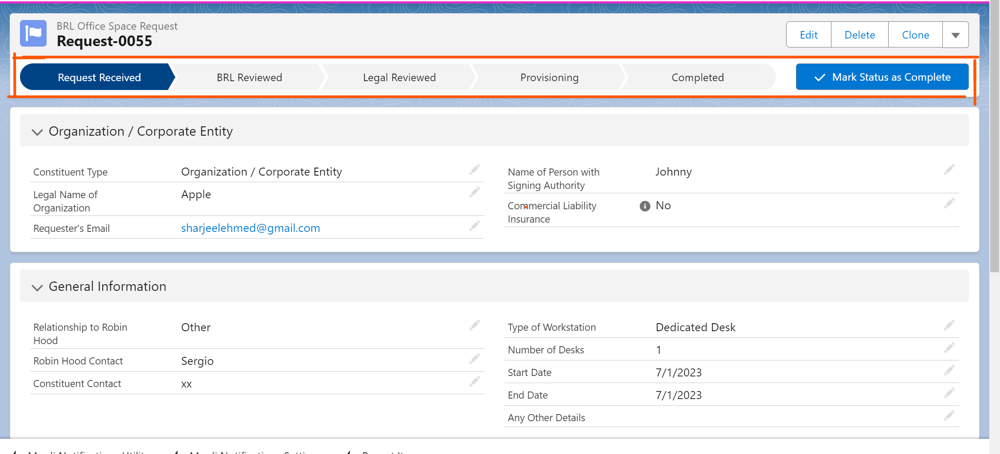 BRL Office Space Request
Request-0055
Edit
Delete
Clone
Request Received
BRL Reviewed
Legal Reviewed
Provisioning
Completed
Mark Status as Complete
Organization / Corporate Entity
Constituent Type
Organization / Corporate Entity
Legal Name of
Organization
Apple
Requester's Email
sharjeelehmed@gmail.com
Name of Person with
Signing Authority
Johnny
Commercial Liability
Insurance
No
General Information
Relationship to Robin
Hood
Other
Robin Hood Contact
Sergio
Constituent Contact
xx
Type of Workstation
Dedicated Desk
Number of Desks
1
Start Date
7/1/2023
End Date
7/1/2023
Any Other Details